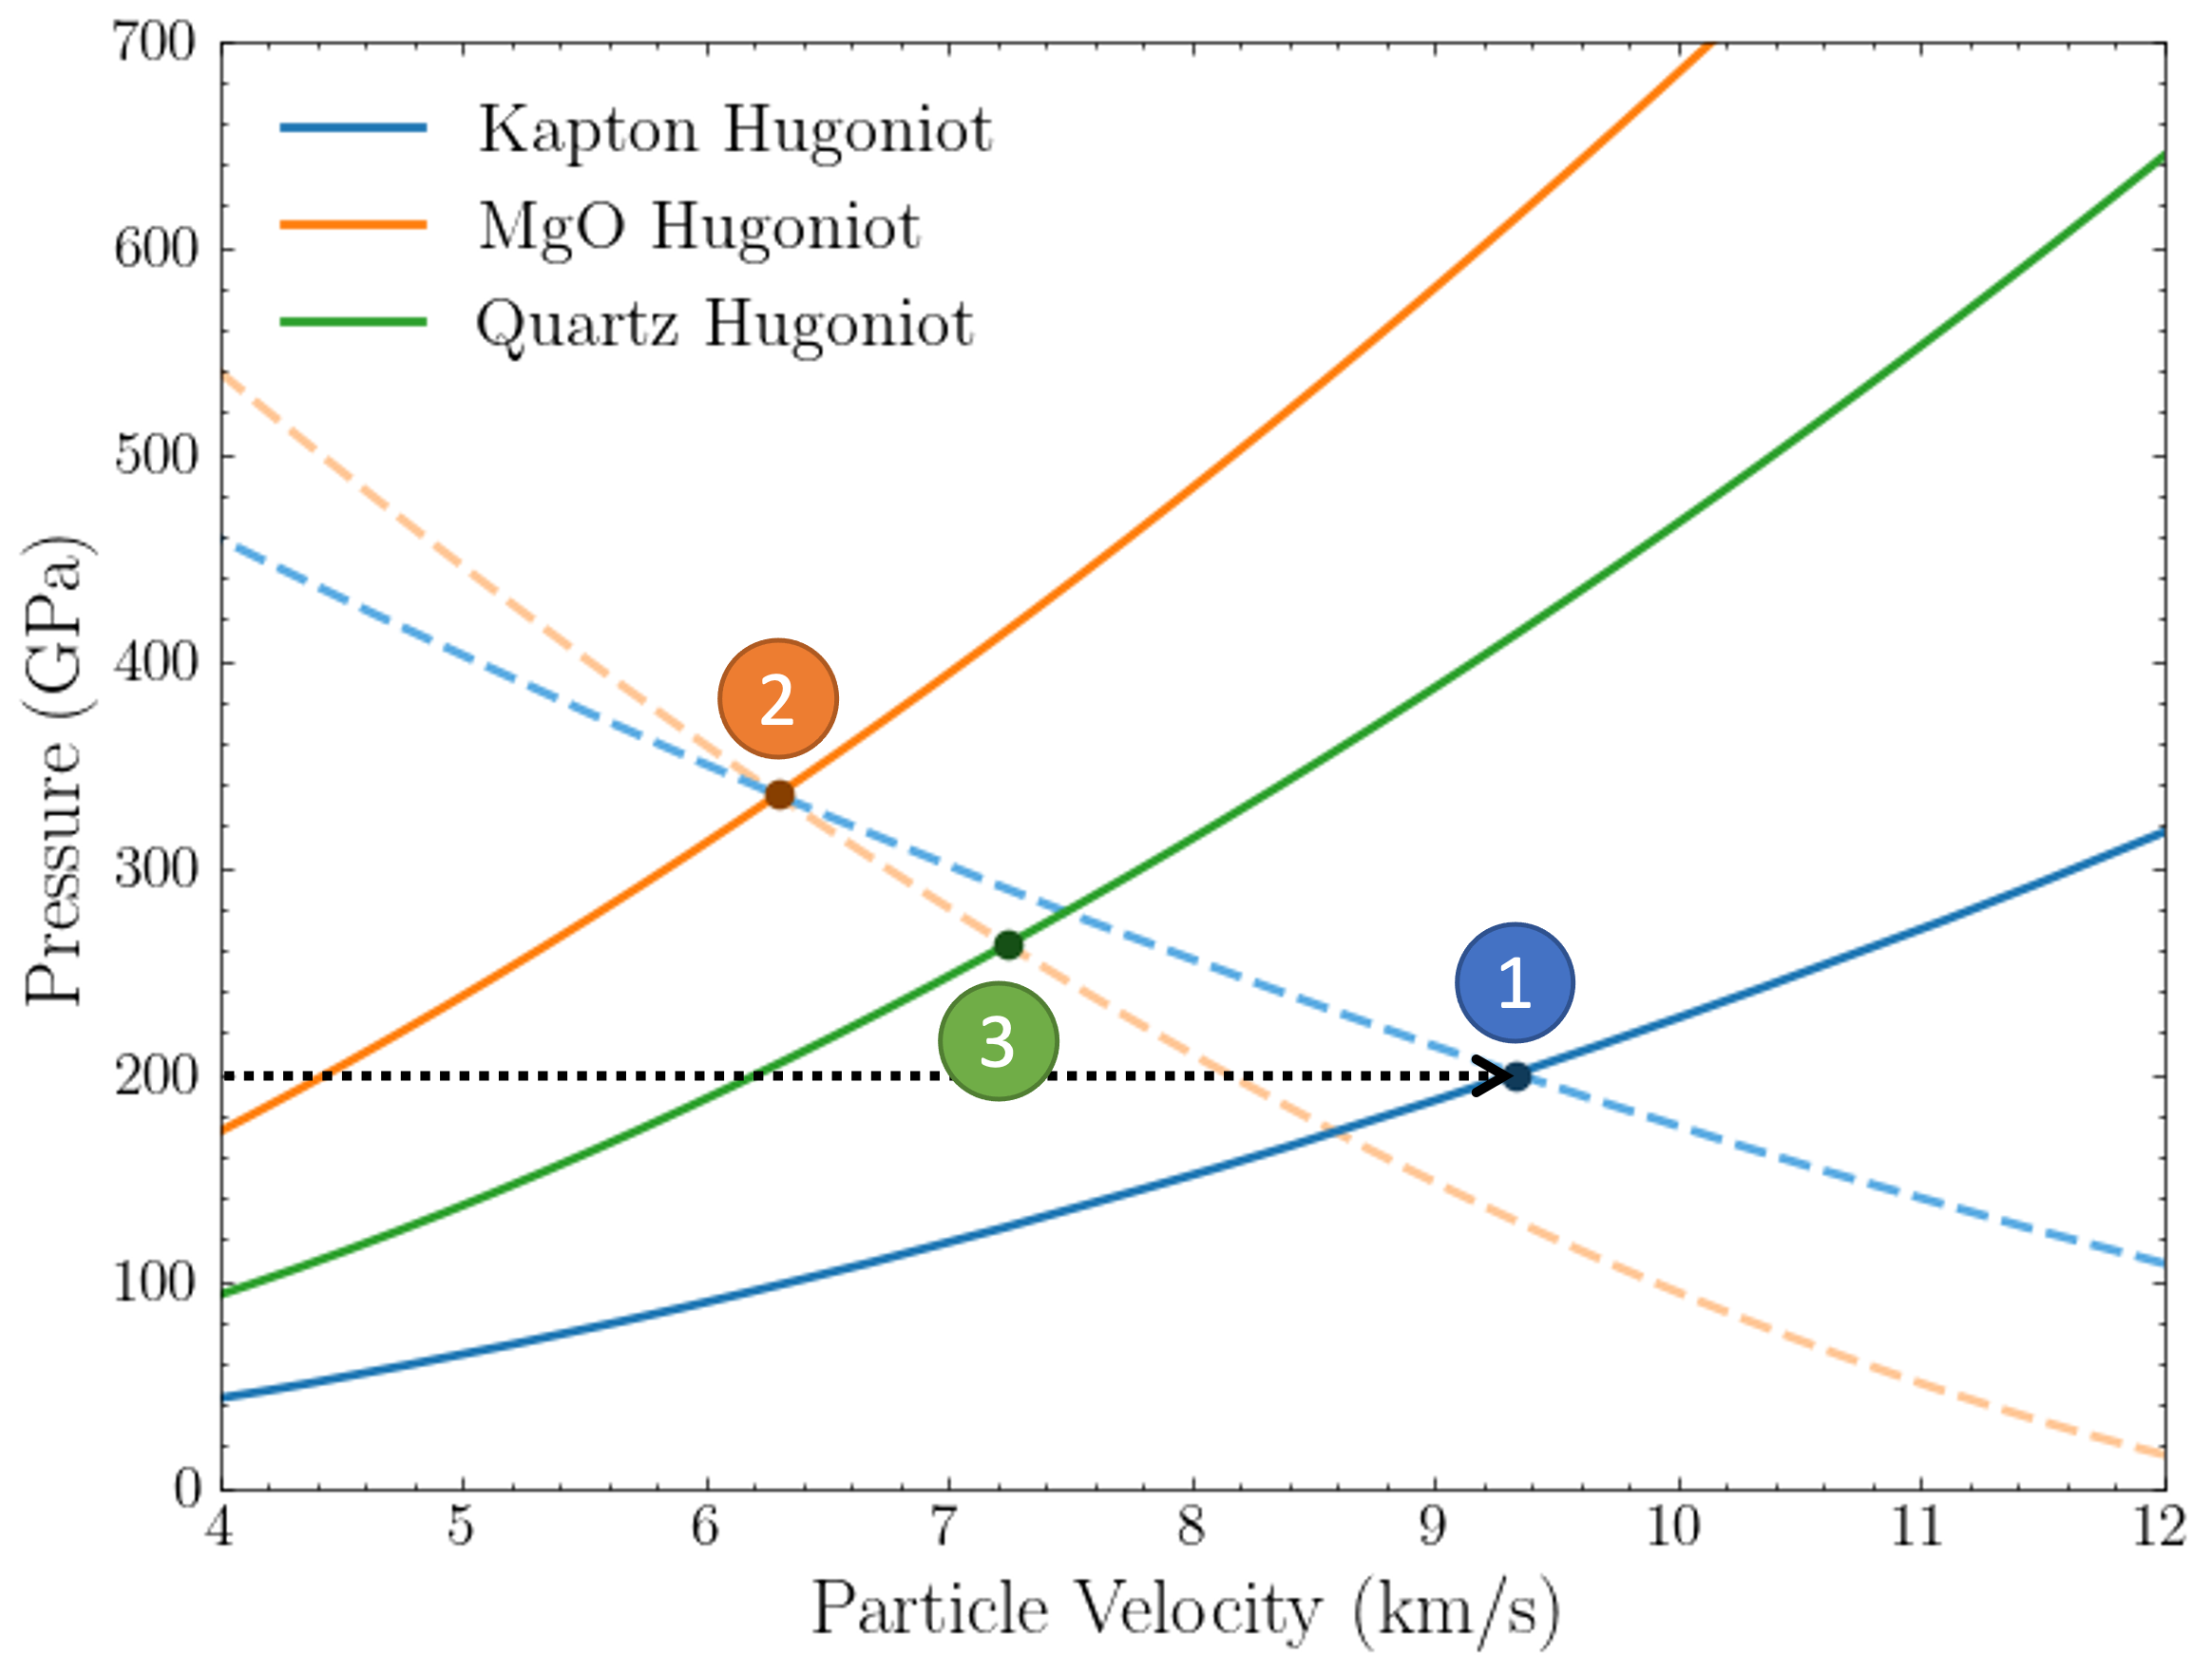 700
600
500
400
300
200
100
0
Pressure (GPa)
Kapton Hugoniot
MgO Hugoniot
Quartz Hugoniot
2
1
3
4 5 6 7 8 9 10 11 12
Particle Velocity (km/s)